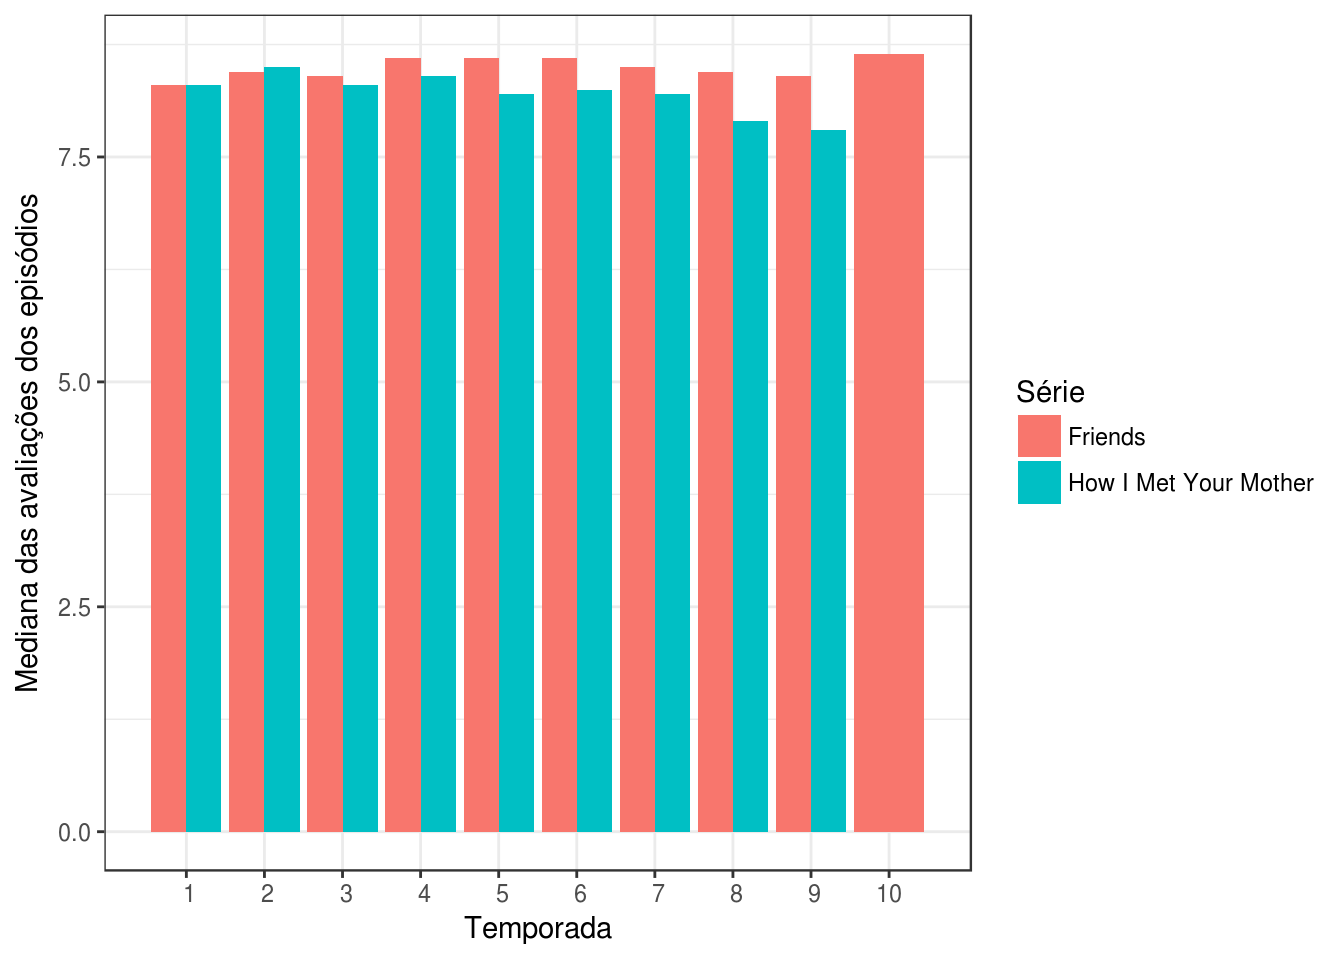 Mediana das avaliações dos episódios
7.5
5.0
2.5
0.0
1 2 3 4 5 6 7 8 9 10
Temporada
Série
Friends
How I Met Your Mother